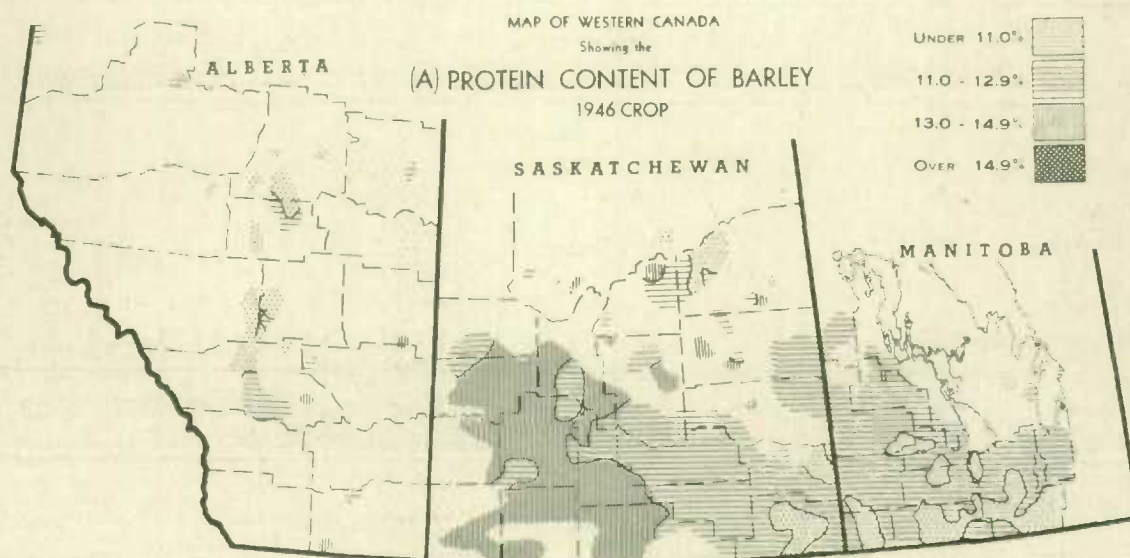 MAP OF WESTERN CANADA
Showing the
(A) PROTEIN CONTENT OF BARLEY
1946 CROP
UNDER 11.0%
11.0 - 12.9%
13.0 - 14.9%
OVER 14.9%
ALBERTA
SASKATCHEWAN
MANITOBA